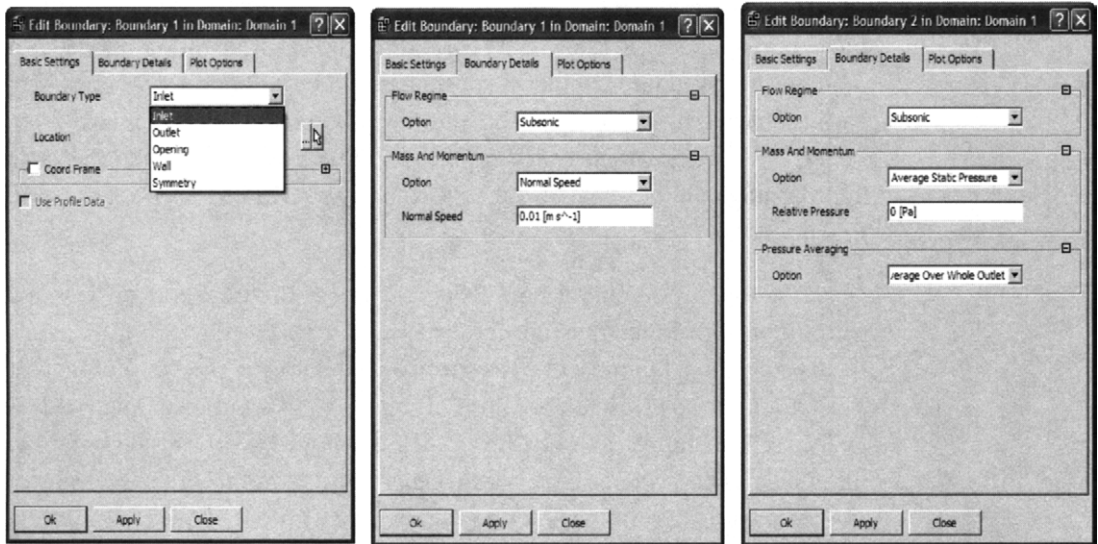 Edit Boundary: Boundary 1 in Domain: Domain 1
Basic Settings Boundary Details Plot Options
Boundary Type Inlet
Inlet
Outlet
Location
Opening
Coord Frame
Wall
Symmetry
Use Profile Data
Ok Apply Close
Edit Boundary: Boundary 1 in Domain: Domain 1
Basic Settings Boundary Details Plot Options
Flow Regime
Option Subsonic
Mass And Momentum
Option Normal Speed
Normal Speed 0.01 [m s^-1]
Ok Apply Close
Edit Boundary: Boundary 2 in Domain: Domain 1
Basic Settings Boundary Details Plot Options
Flow Regime
Option Subsonic
Mass And Momentum
Option Average Static Pressure
Relative Pressure 0 [Pa]
Pressure Averaging
Option verage Over Whole Outlet
Ok Apply Close